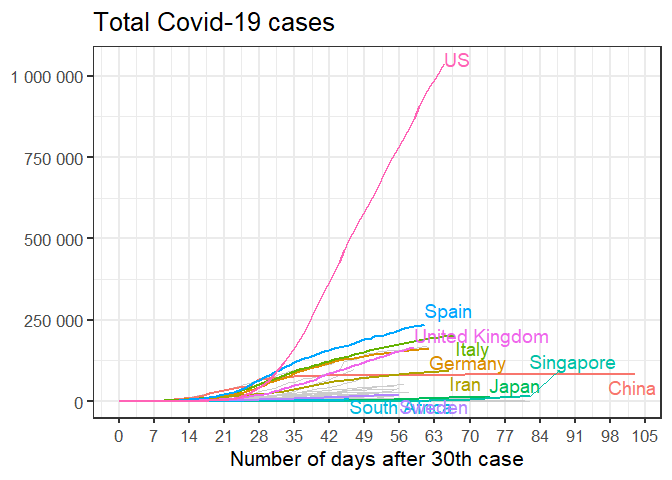 Total Covid-19 cases
1 000 000
750 000
500 000
250 000
0
US
Spain
United Kingdom
Italy
Germany
Singapore
Iran
Japan
China
South Africa
Sweden
0 7 14 21 28 35 42 49 56 63 70 77 84 91 98 105
Number of days after 30th case